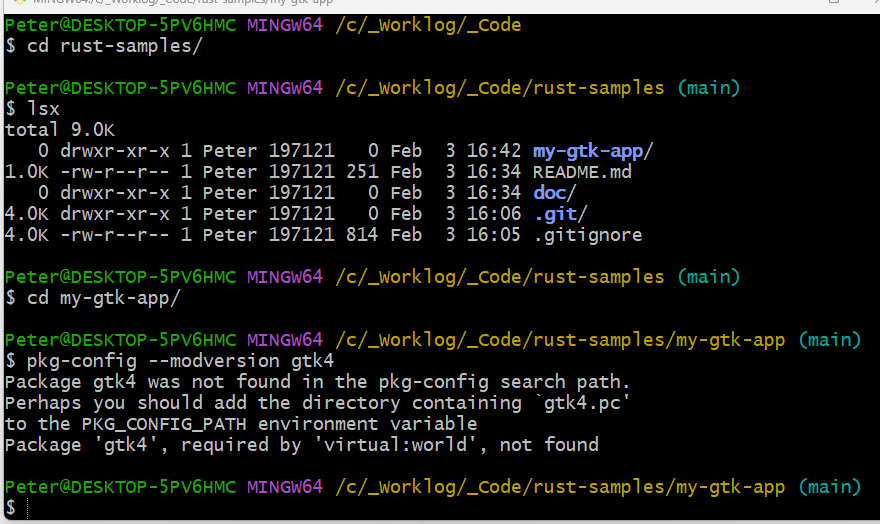 MINGW64:/c/_Worklog/_Code/rust-samples/my-gtk-app
Peter@DESKTOP-5PV6HMC MINGW64 /c/_Worklog/_Code
$ cd rust-samples/

Peter@DESKTOP-5PV6HMC MINGW64 /c/_Worklog/_Code/rust-samples (main)
$ lsx
total 9.0K
   0 drwxr-xr-x 1 Peter 197121   0 Feb  3 16:42 my-gtk-app/
1.0K -rw-r--r-- 1 Peter 197121 251 Feb  3 16:34 README.md
   0 drwxr-xr-x 1 Peter 197121   0 Feb  3 16:34 doc/
4.0K drwxr-xr-x 1 Peter 197121   0 Feb  3 16:06 .git/
4.0K -rw-r--r-- 1 Peter 197121 814 Feb  3 16:05 .gitignore

Peter@DESKTOP-5PV6HMC MINGW64 /c/_Worklog/_Code/rust-samples (main)
$ cd my-gtk-app/

Peter@DESKTOP-5PV6HMC MINGW64 /c/_Worklog/_Code/rust-samples/my-gtk-app (main)
$ pkg-config --modversion gtk4
Package gtk4 was not found in the pkg-config search path.
Perhaps you should add the directory containing `gtk4.pc'
to the PKG_CONFIG_PATH environment variable
Package 'gtk4', required by 'virtual:world', not found

Peter@DESKTOP-5PV6HMC MINGW64 /c/_Worklog/_Code/rust-samples/my-gtk-app (main)
$